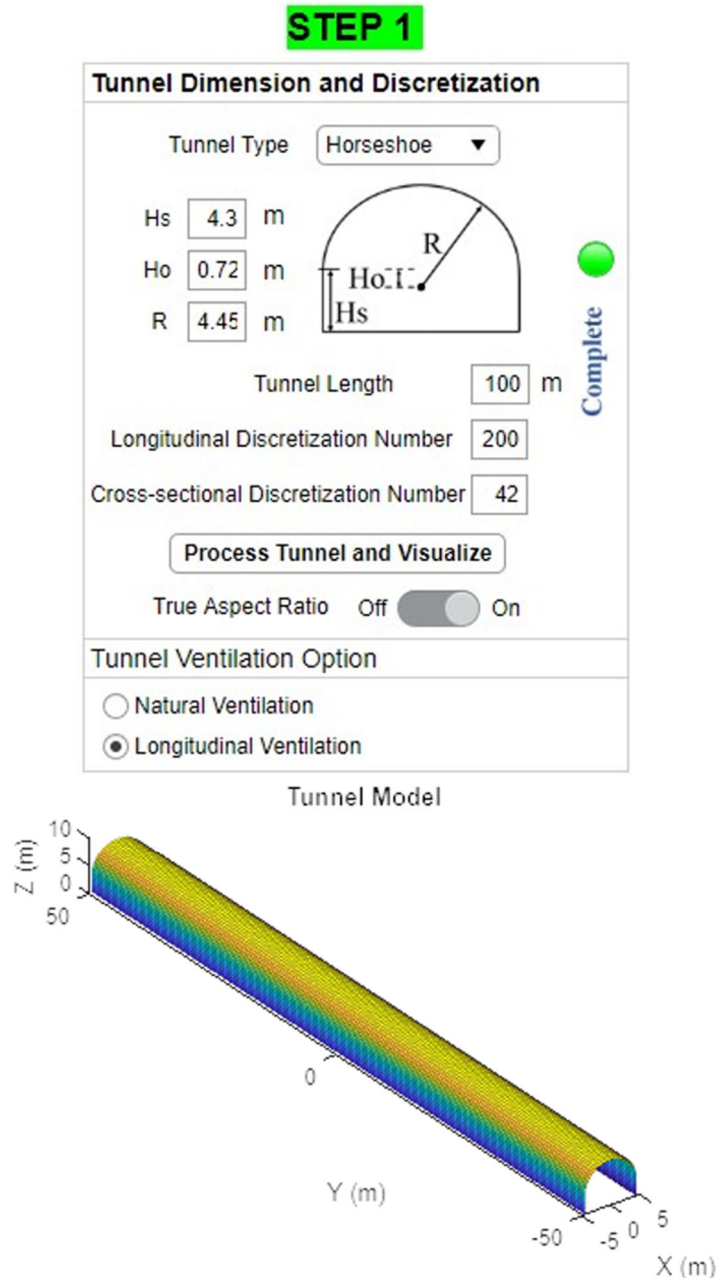 STEP 1
Tunnel Dimension and Discretization
Tunnel Type Horseshoe
Hs 4.3 m
Ho 0.72 m
R 4.45 m
R
Ho
Hs
Complete
Tunnel Length 100 m
Longitudinal Discretization Number 200
Cross-sectional Discretization Number 42
Process Tunnel and Visualize
True Aspect Ratio Off On
Tunnel Ventilation Option
Natural Ventilation
Longitudinal Ventilation
Tunnel Model
10
5
0
Z (m)
50
0
-50
Y (m)
-5 0 5
X (m)